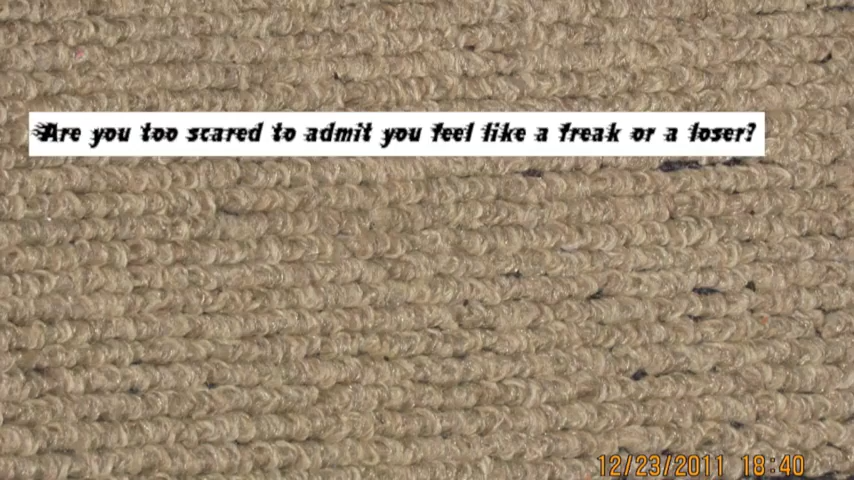 Are you too scared to admit you feel like a freak or a loser?
12/23/2011 18:40